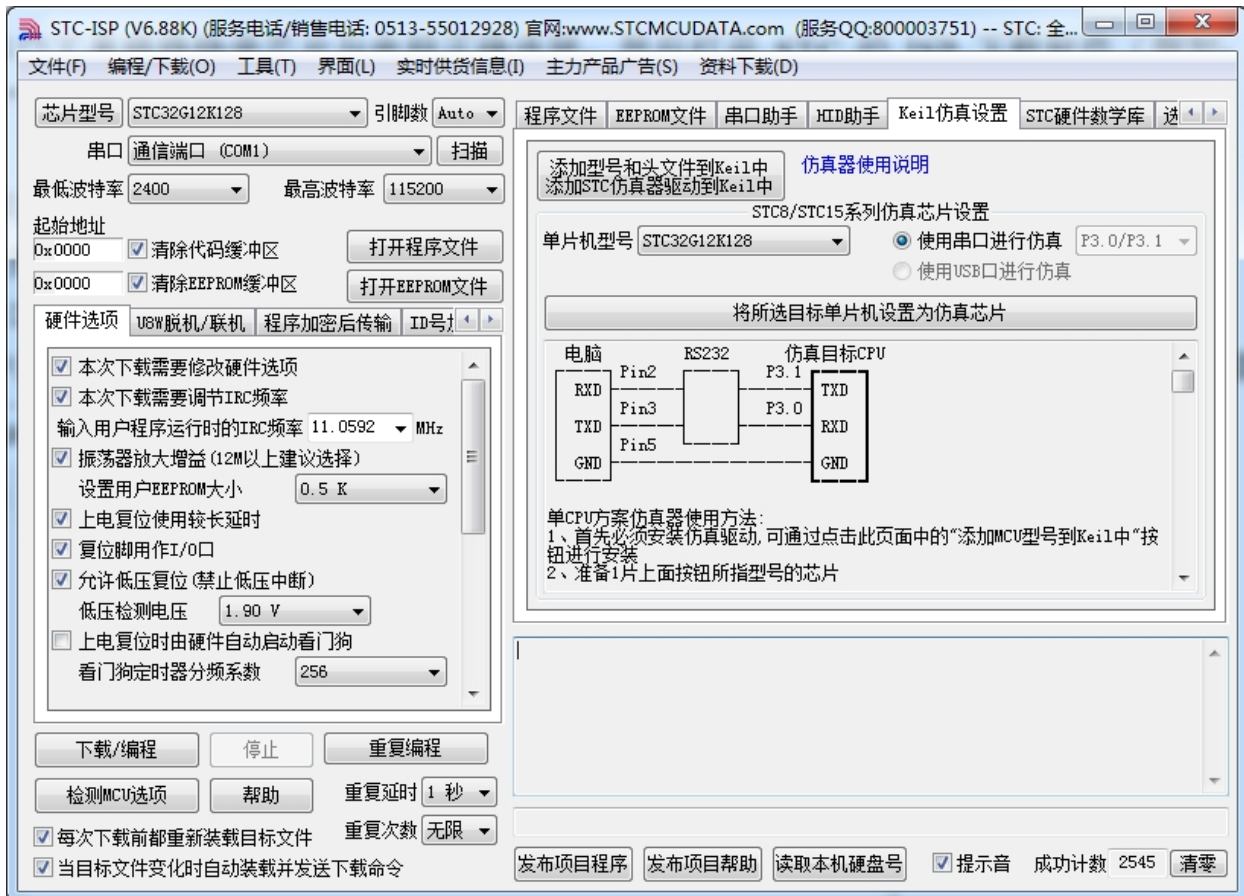 STC-ISP (V6.88K) (服务电话/销售电话: 0513-55012928) 官网:www.STCMCUDATA.com (服务QQ:800003751) -- STC: 全...
文件(F) 编程/下载(O) 工具(T) 界面(L) 实时供货信息(I) 主力产品广告(S) 资料下载(D)
芯片型号 STC32G12K128 引脚数 Auto
串口 通信端口 (COM1) 扫描
最低波特率 2400 最高波特率 115200
起始地址
0x0000 清除代码缓冲区 打开程序文件
0x0000 清除EEPROM缓冲区 打开EEPROM文件
硬件选项 U8W脱机/联机 程序加密后传输 ID号
本次下载需要修改硬件选项
本次下载需要调节IRC频率
输入用户程序运行时的IRC频率 11.0592 MHz
振荡器放大增益(12M以上建议选择)
设置用户EEPROM大小 0.5 K
上电复位使用较长延时
复位脚用作I/O口
允许低压复位(禁止低压中断)
低压检测电压 1.90 V
上电复位时由硬件自动启动看门狗
看门狗定时器分频系数 256
下载/编程 停止 重复编程
检测MCU选项 帮助 重复延时 1 秒
每次下载前都重新装载目标文件 重复次数 无限
当目标文件变化时自动装载并发送下载命令
程序文件 EEPROM文件 串口助手 HID助手 Keil仿真设置 STC硬件数学库 选
添加型号和头文件到Keil中
添加STC仿真器驱动到Keil中
仿真器使用说明
STC8/STC15系列仿真芯片设置
单片机型号 STC32G12K128 使用串口进行仿真 P3.0/P3.1
使用USB口进行仿真
将所选目标单片机设置为仿真芯片
电脑 RS232 仿真目标CPU
Pin2 P3.1
RXD TXD
Pin3 P3.0
TXD RXD
Pin5
GND GND
单CPU方案仿真器使用方法:
1、首先必须安装仿真驱动,可通过点击此页面中的“添加MCU型号到Keil中“按
钮进行安装
2、准备1片上面按钮所指型号的芯片
发布项目程序 发布项目帮助 读取本机硬盘号 提示音 成功计数 2545 清零